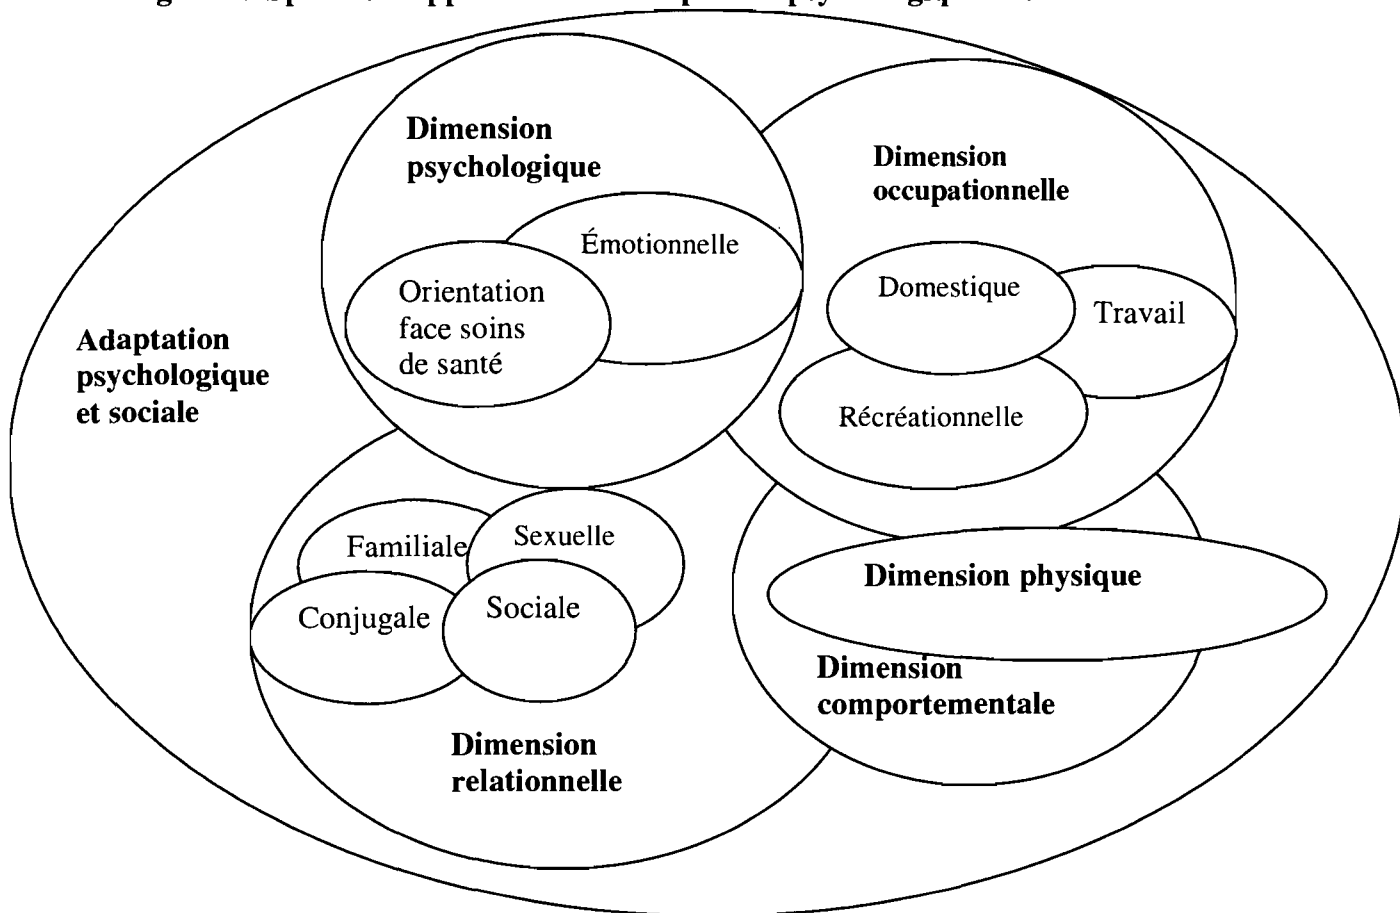 Dimension
psychologique
Dimension
occupationnelle
Émotionnelle
Orientation
face soins
de santé
Domestique
Travail
Récréationnelle
Adaptation
psychologique
et sociale
Familiale
Sexuelle
Conjugale
Sociale
Dimension physique
Dimension
comportementale
Dimension
relationnelle